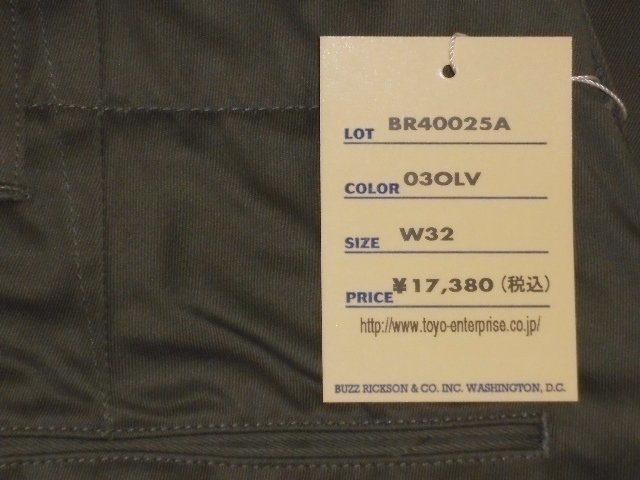 LOT BR40025A
COLOR 03OLV
SIZE W32
PRICE ¥17,380(税込)
http://www.toyo-enterprise.co.jp/
BUZZ RICKSON & CO. INC. WASHINGTON, D.C.